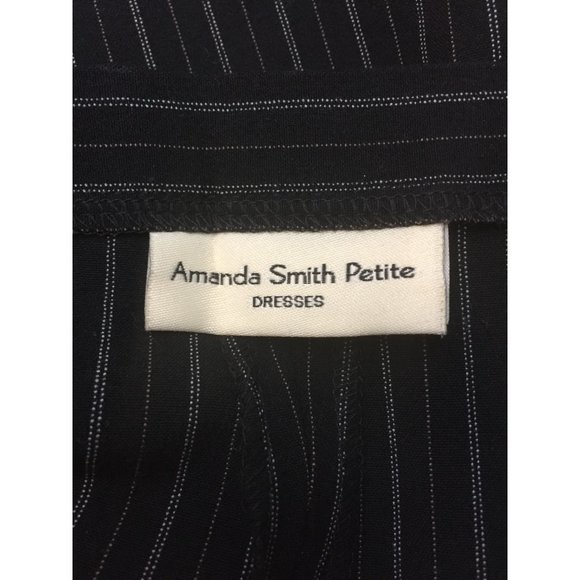 Amanda Smith Petite
DRESSES